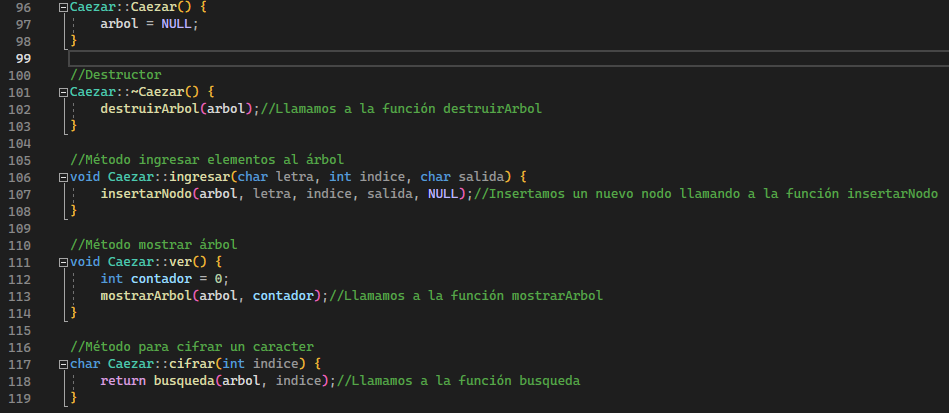 96 Caezar::Caezar() {
97 arbol = NULL;
98 }
99
100 //Destructor
101 Caezar::~Caezar() {
102 destruirArbol(arbol);//Llamamos a la función destruirArbol
103 }
104
105 //Método ingresar elementos al árbol
106 void Caezar::ingresar(char letra, int indice, char salida) {
107 insertarNodo(arbol, letra, indice, salida, NULL);//Insertamos un nuevo nodo llamando a la función insertarNodo
108 }
109
110 //Método mostrar árbol
111 void Caezar::ver() {
112 int contador = 0;
113 mostrarArbol(arbol, contador);//Llamamos a la función mostrarArbol
114 }
115
116 //Método para cifrar un caracter
117 char Caezar::cifrar(int indice) {
118 return busqueda(arbol, indice);//Llamamos a la función busqueda
119 }